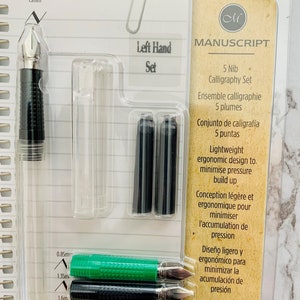 Left Hand
Set
M
MANUSCRIPT
5 Nib
Calligraphy Set
Ensemble calligraphie
5 plumes
Conjunto de caligrafía
5 puntas
Lightweight
ergonomic design to
minimise pressure
build up
Conception légère et
ergonomique pour
minimiser
l'accumulation de
pression
Diseño ligero y
ergonómico para
minimizar la
acumulación de
presión